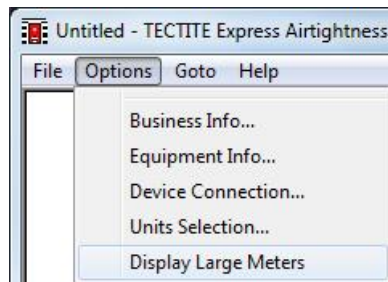 Untitled - TECTITE Express Airtightness
File Options Goto Help
Business Info...
Equipment Info...
Device Connection...
Units Selection...
Display Large Meters